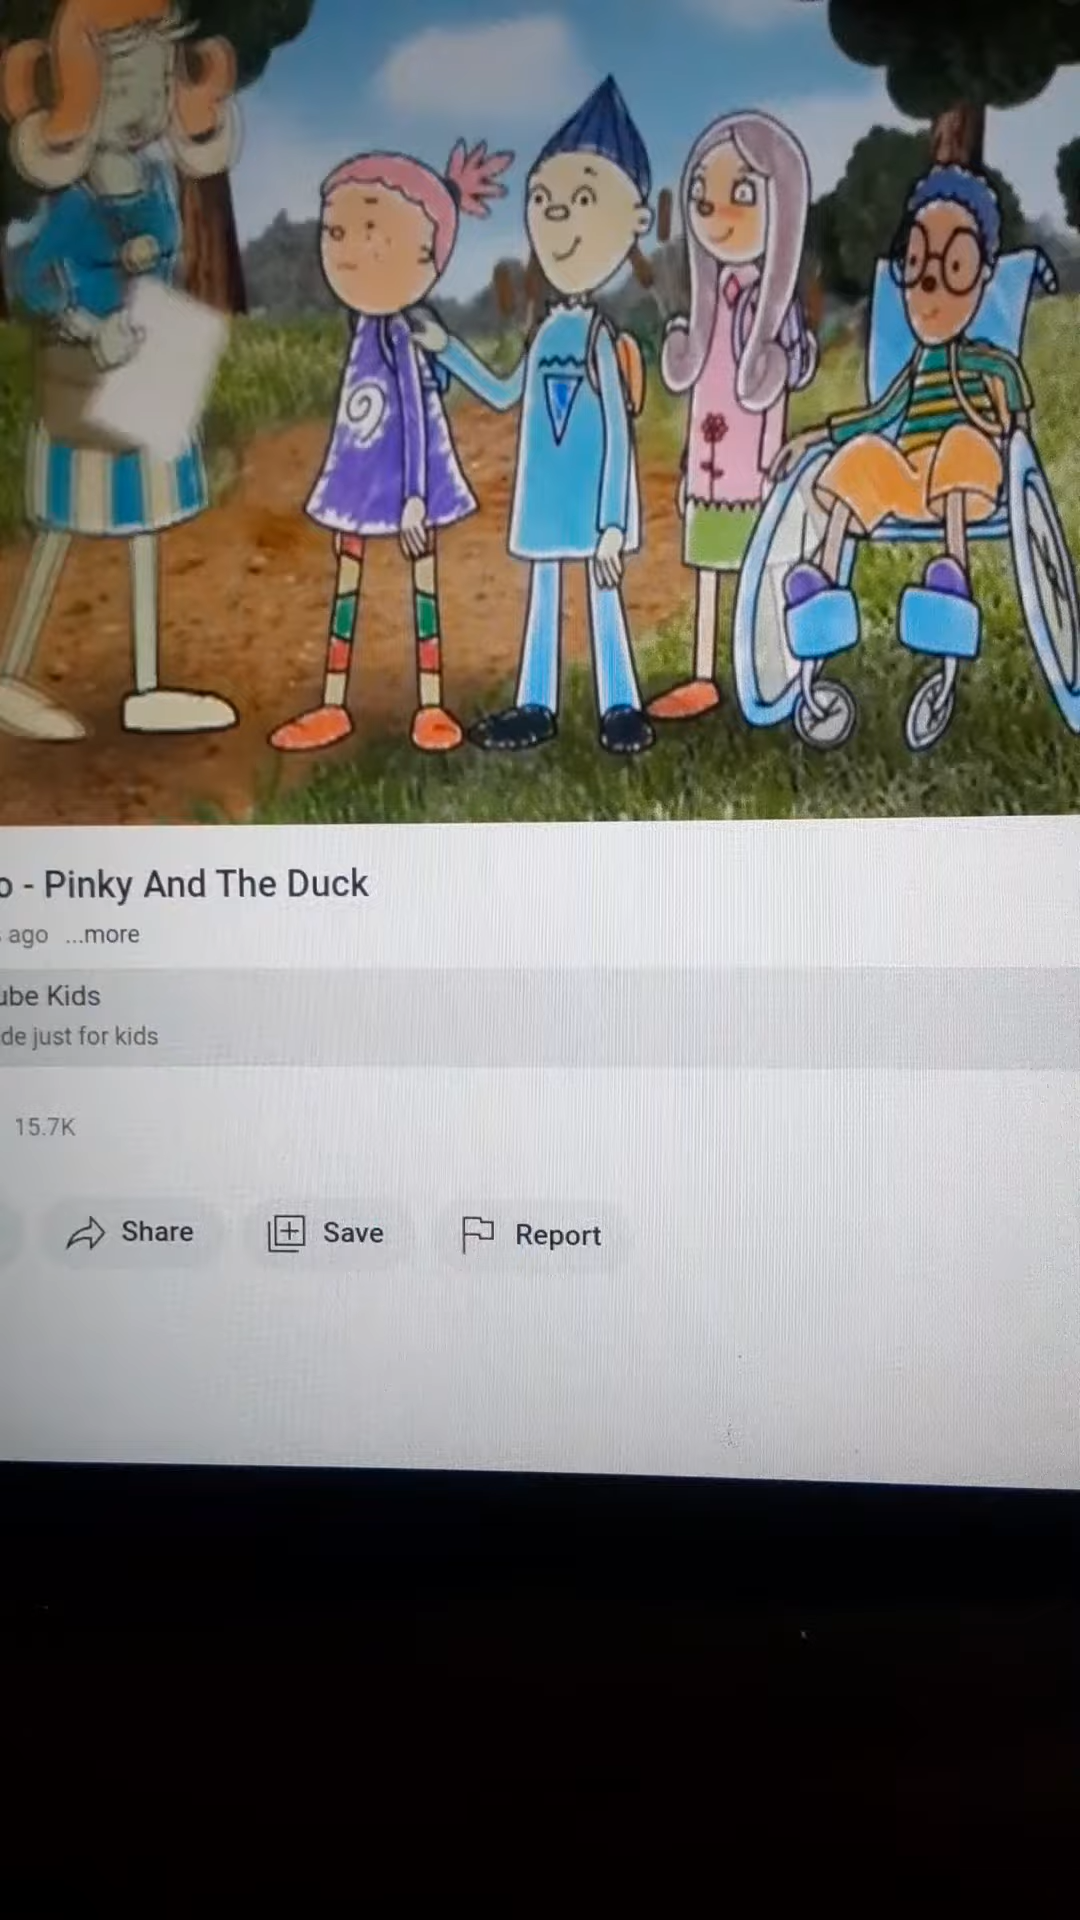 o - Pinky And The Duck
ago ...more
ube Kids
de just for kids
15.7K
Share
Save
Report